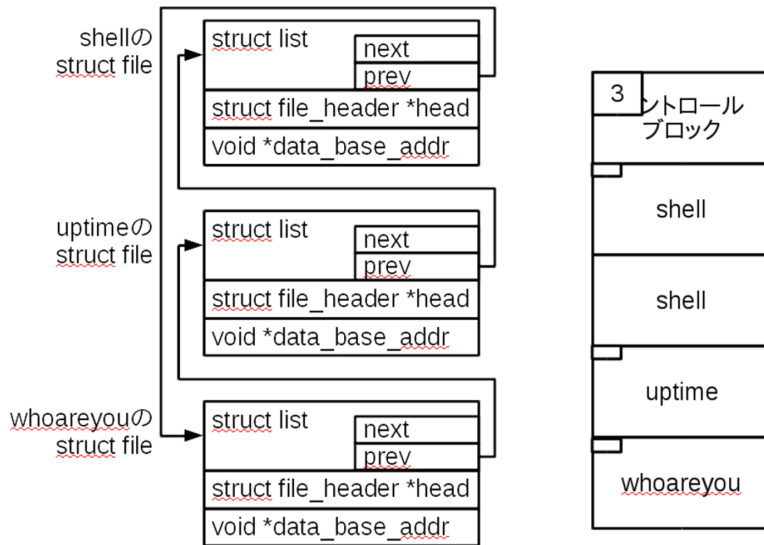 shellの
struct file
struct list
next
prev
struct file_header *head
void *data_base_addr
uptimeの
struct file
struct list
next
prev
struct file_header *head
void *data_base_addr
whoareyouの
struct file
struct list
next
prev
struct file_header *head
void *data_base_addr
3
ントロール
ブロック
shell
shell
uptime
whoareyou